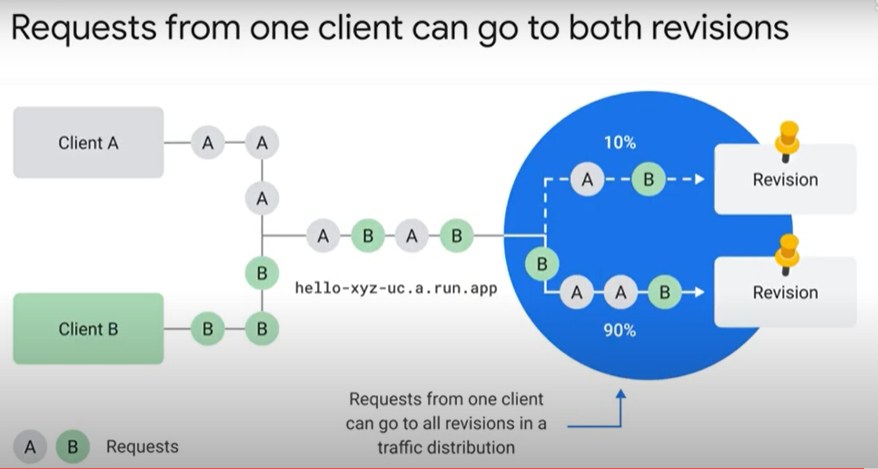 Requests from one client can go to both revisions
Client A
A
A
A
A
B
A
B
hello-xyz-uc.a.run.app
B
Client B
B
B
10%
A
B
Revision
B
A
A
B
Revision
90%
Requests from one client
can go to all revisions in a
traffic distribution
A
B
Requests